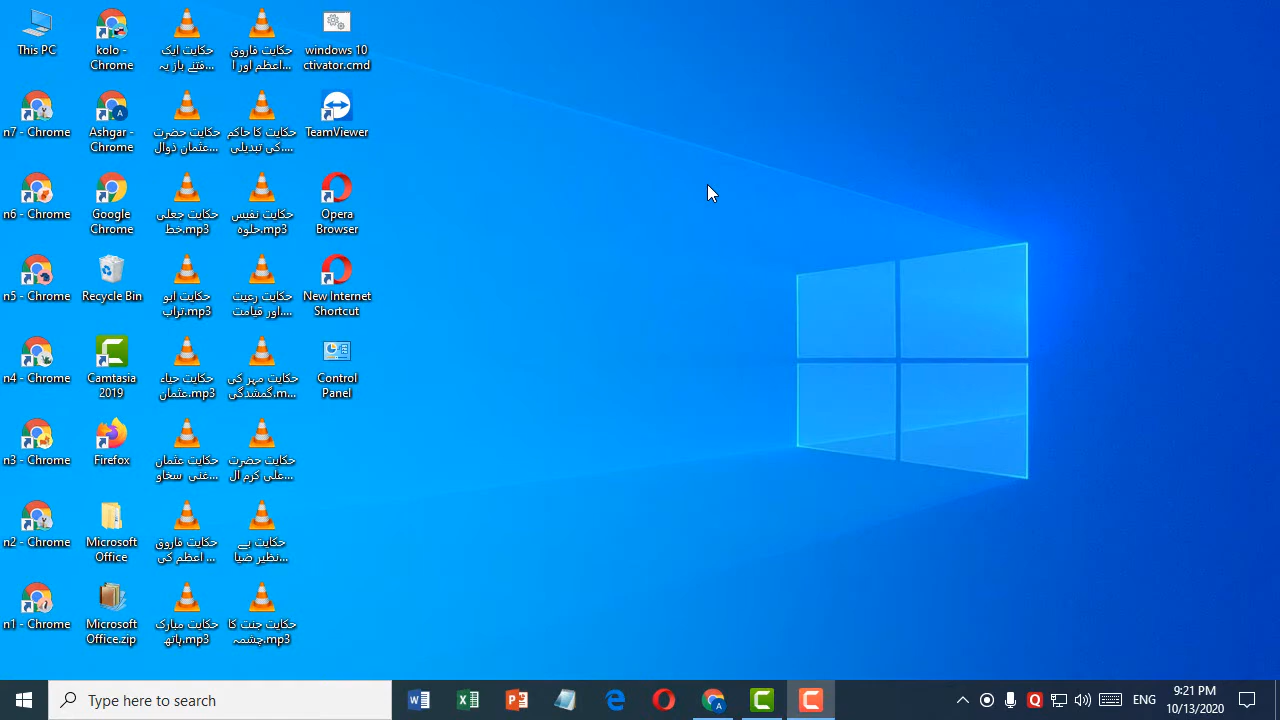 This PC
kolo -
Chrome
حکایت ایک
فتنے باز یہ...
حکایت فاروق
اعظم اور ا...
windows 10
ctivator.cmd
n7 - Chrome
Ashgar -
Chrome
حکایت حضرت
عثمان ذوال...
حکایت کا حاکم
کی تبدیلی....
TeamViewer
n6 - Chrome
Google
Chrome
حکایت جعلی
خط.mp3
حکایت نفیس
حلوہ.mp3
Opera
Browser
n5 - Chrome
Recycle Bin
حکایت ابو
تراب.mp3
حکایت رعیت
اور قیامت....
New Internet
Shortcut
n4 - Chrome
Camtasia
2019
حکایت حیاء
عثمان.mp3
حکایت مہر کی
گمشدگی.m...
Control
Panel
n3 - Chrome
Firefox
حکایت عثمان
غنی سخاو...
حکایت حضرت
علی کرم ال...
n2 - Chrome
Microsoft
Office
حکایت فاروق
اعظم کی ...
حکایت بے
نظیر ضیا...
n1 - Chrome
Microsoft
Office.zip
حکایت مبارک
ہاتھ.mp3
حکایت جنت کا
چشمہ.mp3
Type here to search
ENG
9:21 PM
10/13/2020